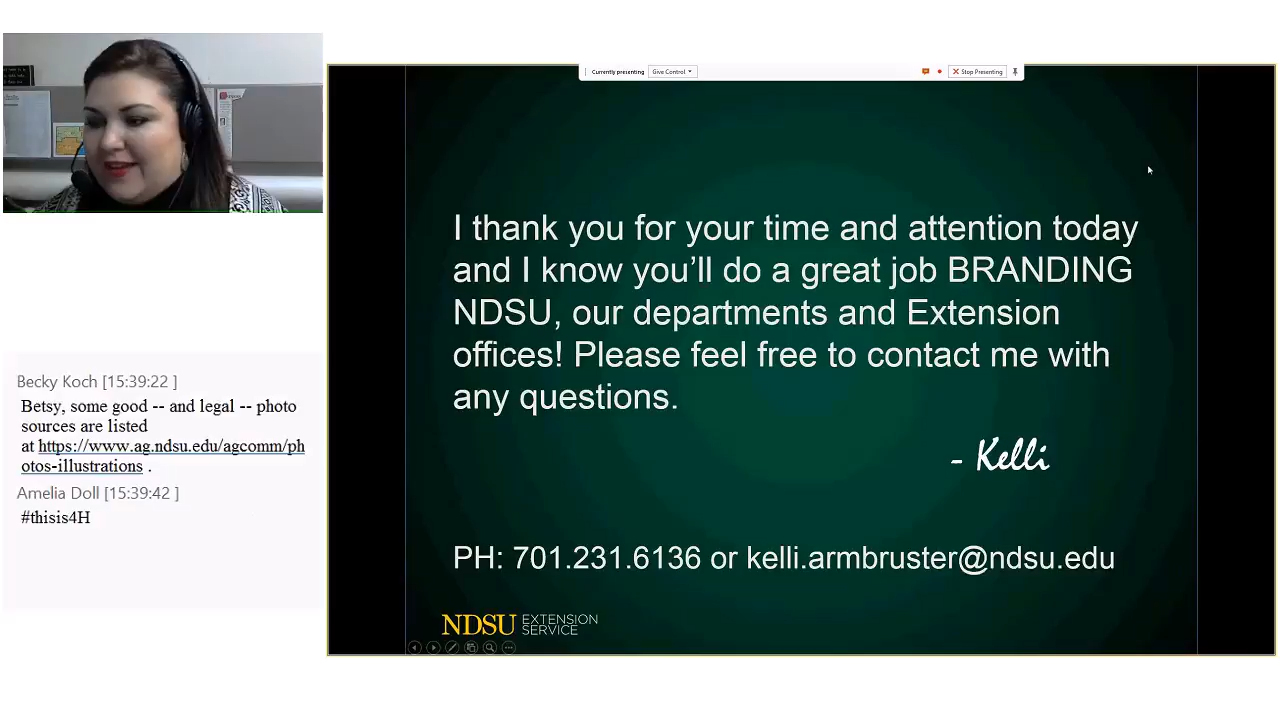 Currently presenting
Give Control
Stop Presenting
I thank you for your time and attention today
and I know you’ll do a great job BRANDING
NDSU, our departments and Extension
offices! Please feel free to contact me with
any questions.
- Kelli
PH: 701.231.6136 or kelli.armbruster@ndsu.edu
NDSU EXTENSION
SERVICE
Becky Koch [15:39:22 ]
Betsy, some good -- and legal -- photo
sources are listed
at https://www.ag.ndsu.edu/agcomm/ph
otos-illustrations .
Amelia Doll [15:39:42 ]
#thisis4H